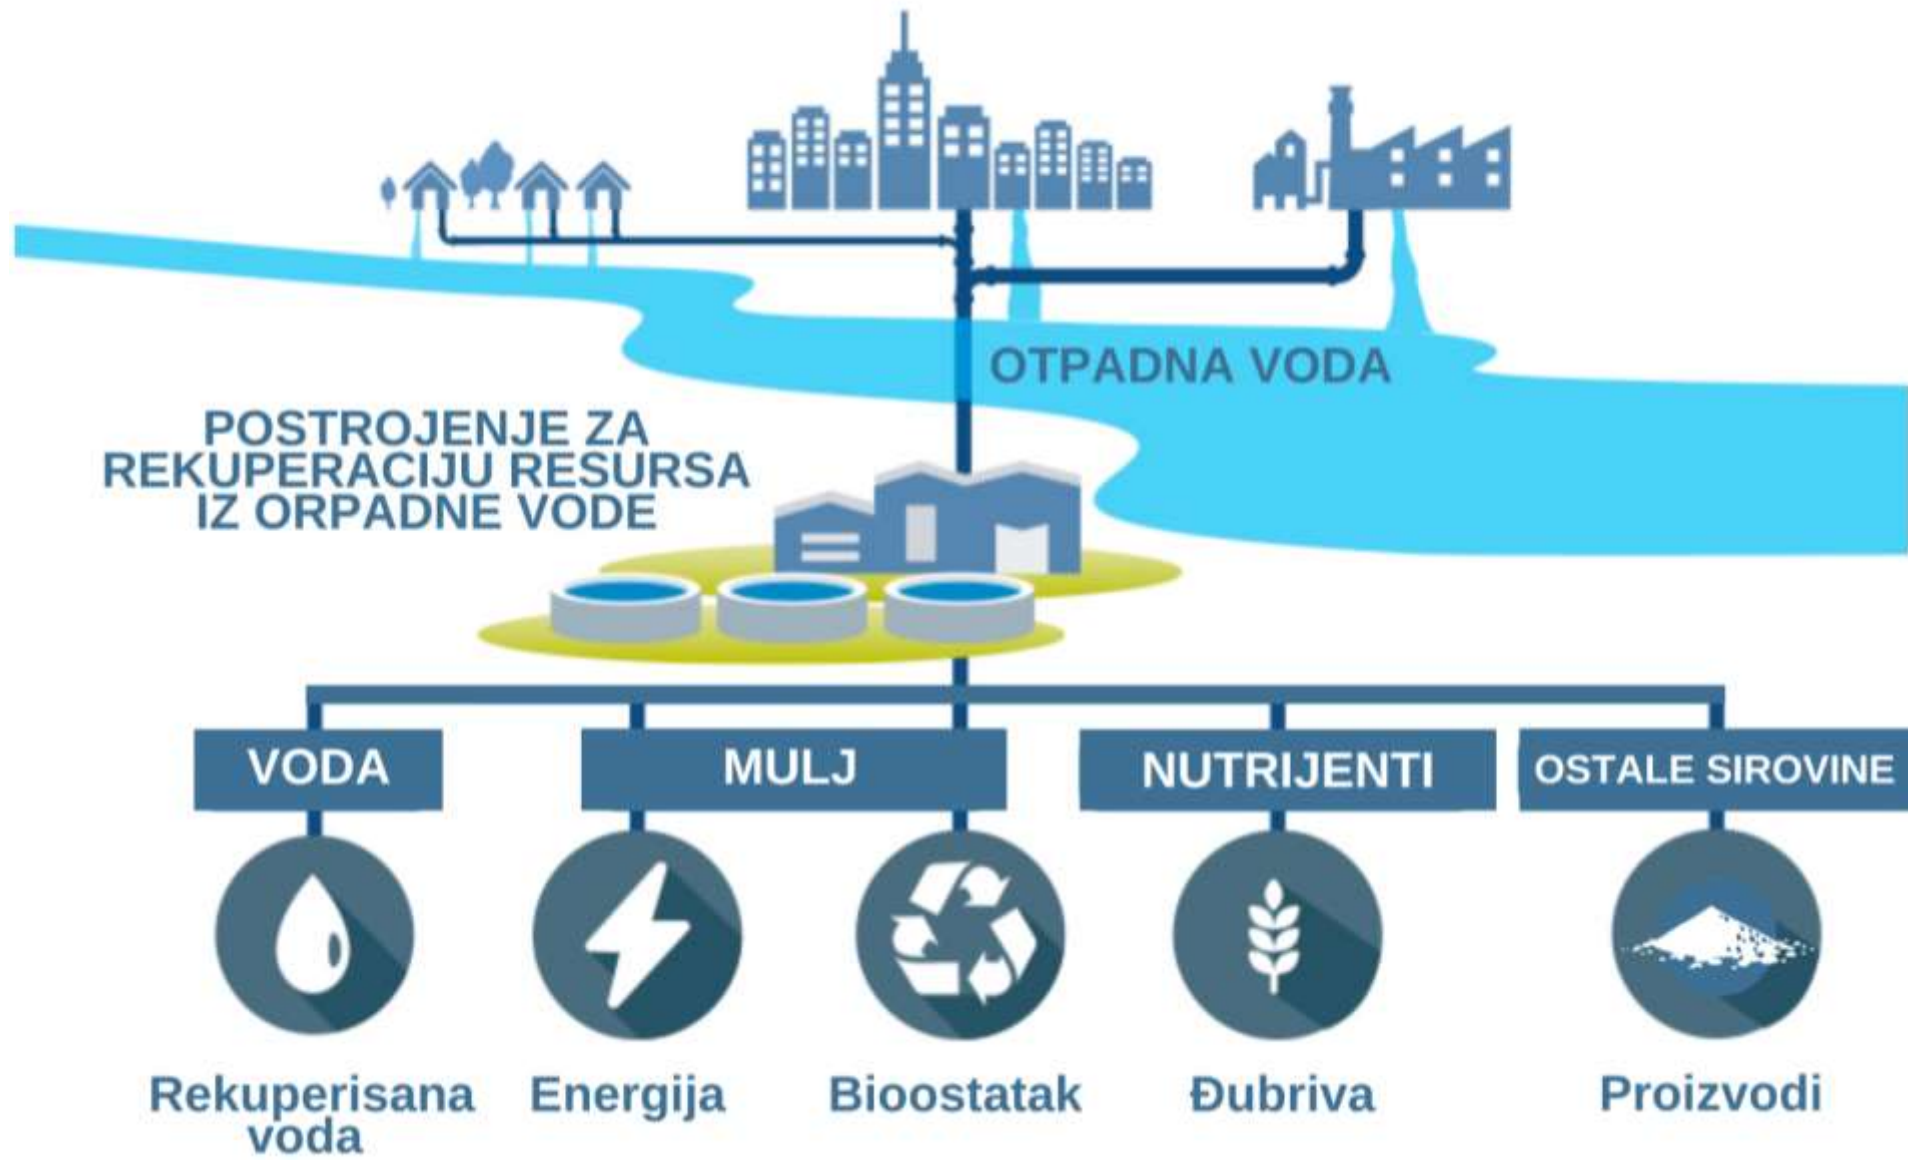 OTPADNA VODA
POSTROJENJE ZA
REKUPERACIJU RESURSA
IZ ORPADNE VODE
VODA
MULJ
NUTRIJENTI
OSTALE SIROVINE
Rekuperisana
voda
Energija
Bioostatak
Đubriva
Proizvodi